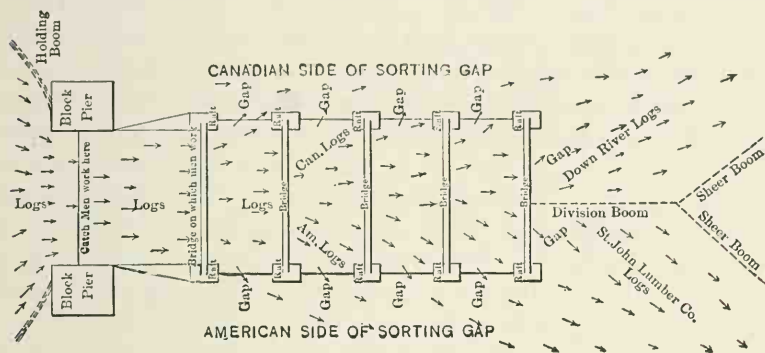 Holding
Boom
CANADIAN SIDE OF SORTING GAP
Block
Pier
Raft
Gap
Raft
Gap
Raft
Gap
Raft
Gap
Raft
Logs
Catch Men work here
Logs
Bridge on which men work
Logs
Can. Logs
Am. Logs
Bridge
Bridge
Bridge
Bridge
Gap
Down River Logs
Division Boom
Sheer Boom
Sheer Boom
Gap
St. John Lumber Co.
Logs
Block
Pier
Raft
Gap
Raft
Gap
Raft
Gap
Raft
Gap
Raft
AMERICAN SIDE OF SORTING GAP